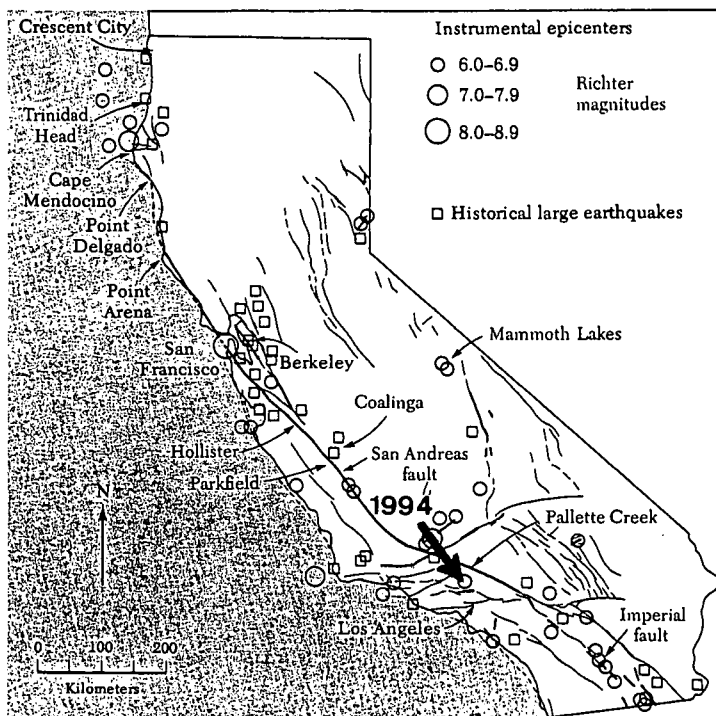 Crescent City
Instrumental epicenters
6.0–6.9
7.0–7.9
8.0–8.9
Richter
magnitudes
Trinidad
Head
Cape
Mendocino
Point
Delgado
Historical large earthquakes
Point
Arena
San
Francisco
Berkeley
Mammoth Lakes
Coalinga
Hollister
Parkfield
San Andreas
fault
1994
N
Pallette Creek
Los Angeles
Imperial
fault
0 100 200
Kilometers